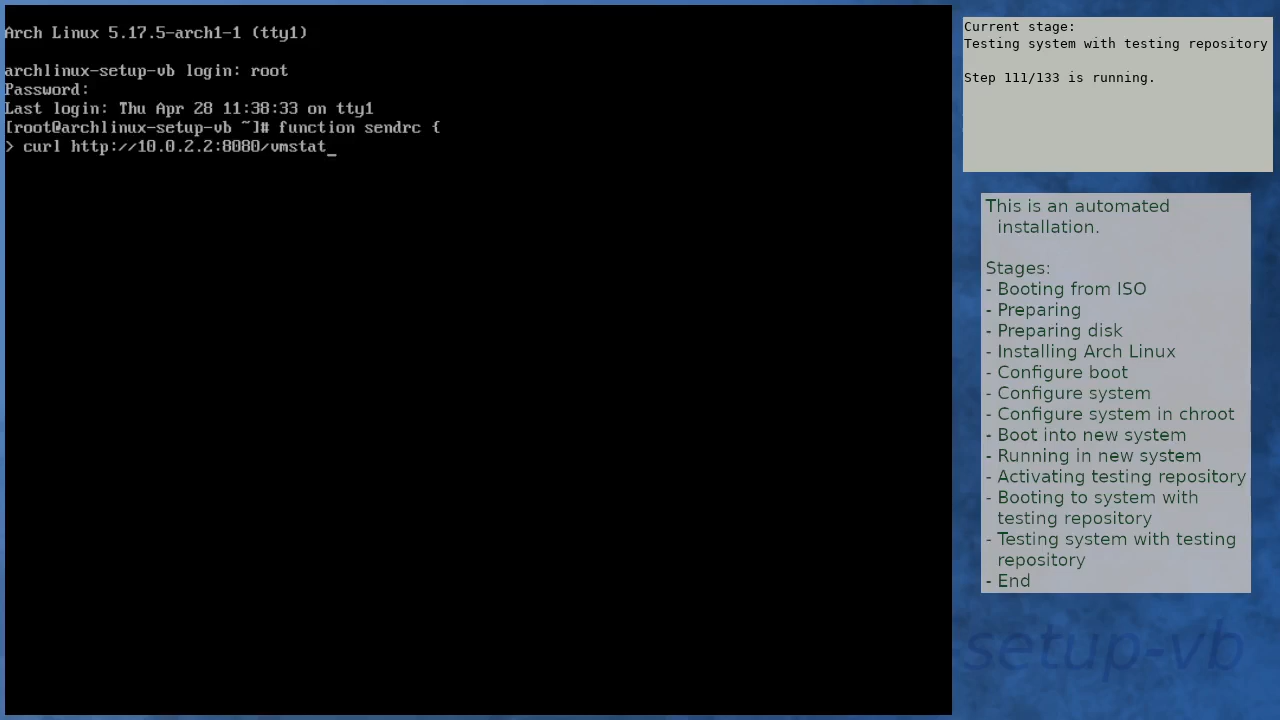 Arch Linux 5.17.5-arch1-1 (tty1)
archlinux-setup-vb login: root
Password:
Last login: Thu Apr 28 11:38:33 on tty1
[root@archlinux-setup-vb ~]# function sendrc {
> curl http://10.0.2.2:8080/vmstat_
Current stage:
Testing system with testing repository
Step 111/133 is running.
This is an automated
installation.
Stages:
- Booting from ISO
- Preparing
- Preparing disk
- Installing Arch Linux
- Configure boot
- Configure system
- Configure system in chroot
- Boot into new system
- Running in new system
- Activating testing repository
- Booting to system with
testing repository
- Testing system with testing
repository
- End
setup-vb